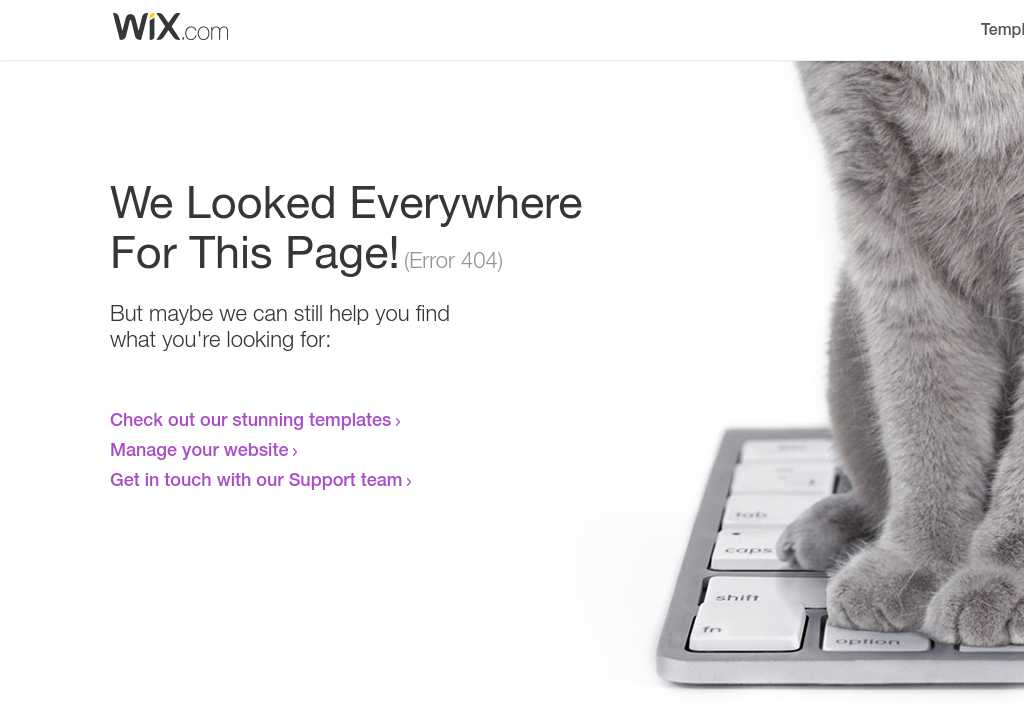 WiX.com
Templ
We Looked Everywhere
For This Page! (Error 404)
But maybe we can still help you find
what you're looking for:
Check out our stunning templates ›
Manage your website ›
Get in touch with our Support team ›
tab
caps
shift
fn
option